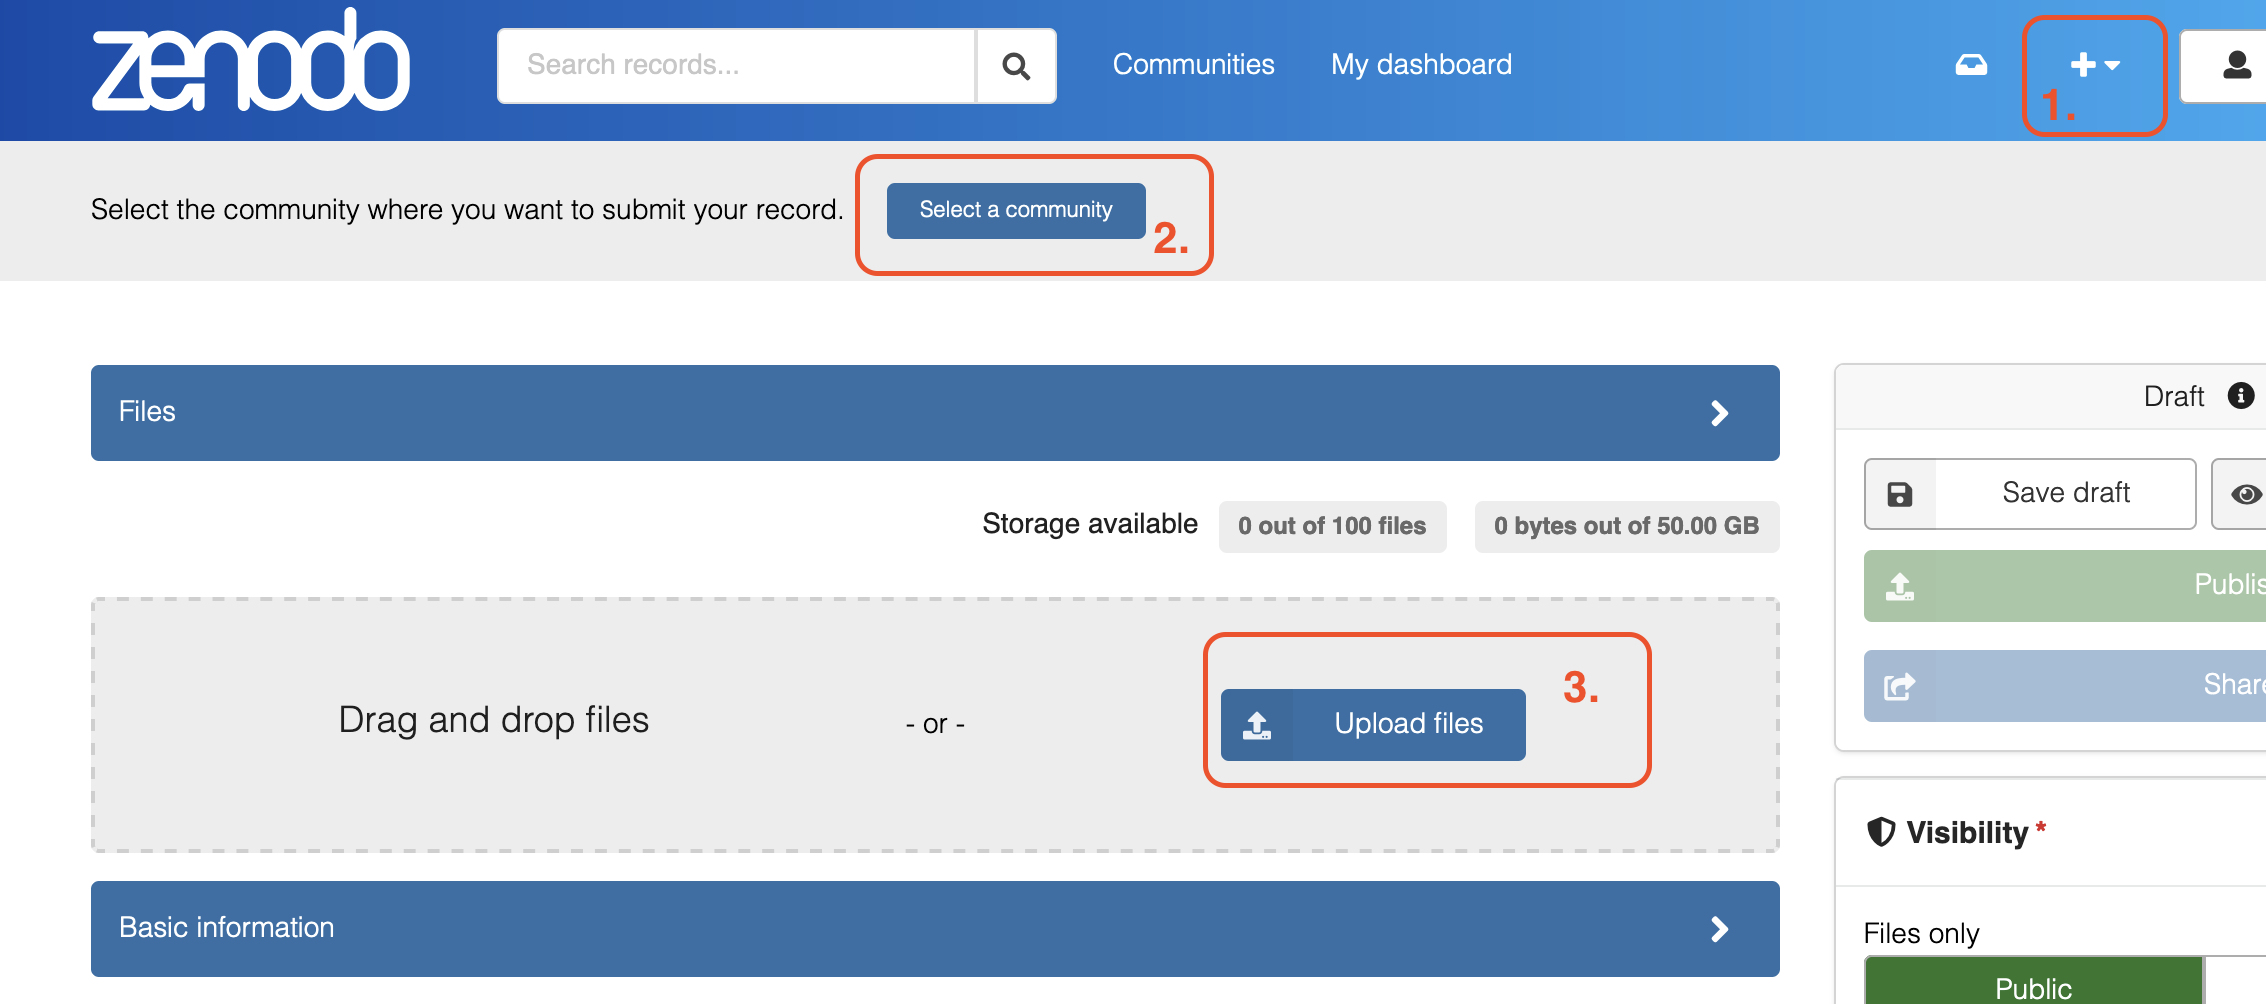 zenodo
Search records...
Communities
My dashboard
1.
Select the community where you want to submit your record.
Select a community
2.
Files
Storage available
0 out of 100 files
0 bytes out of 50.00 GB
Drag and drop files
- or -
Upload files
3.
Basic information
Draft
Save draft
Publis
Share
Visibility *
Files only
Public